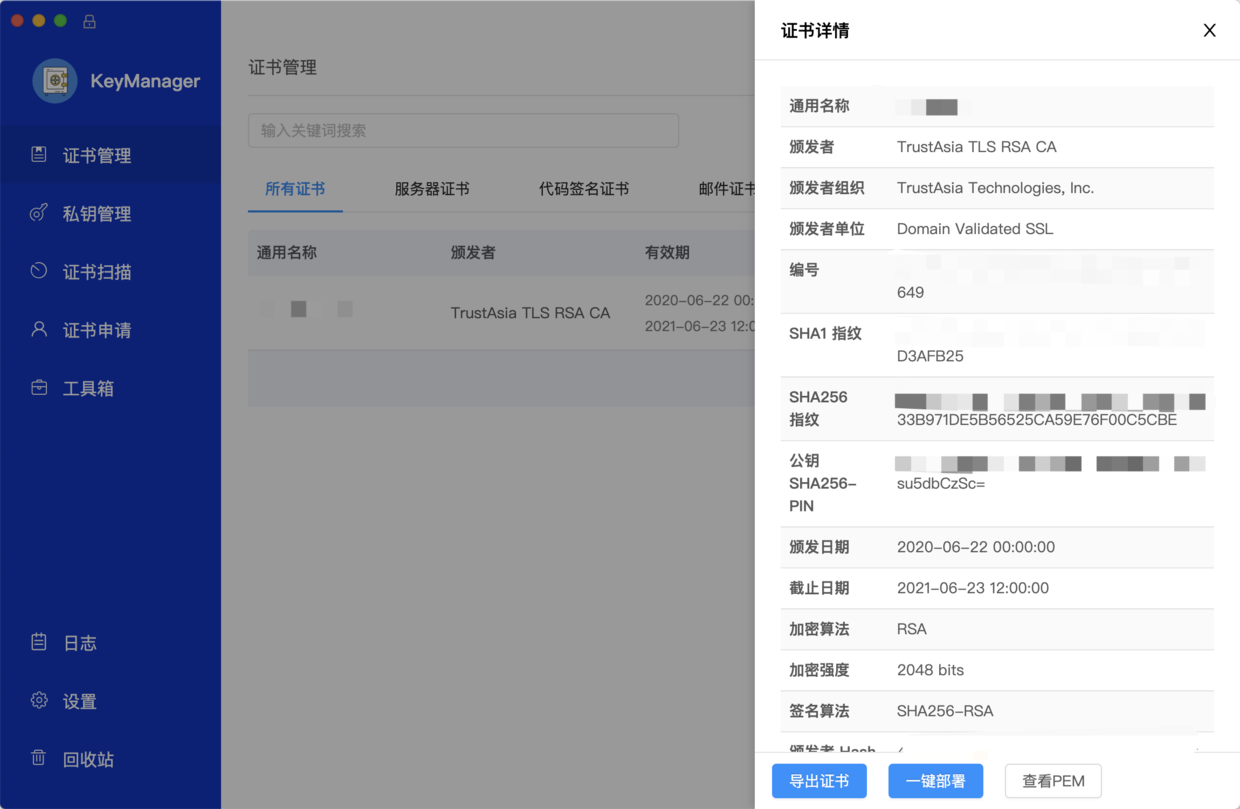 KeyManager
证书管理
私钥管理
证书扫描
证书申请
工具箱
日志
设置
回收站
证书管理
输入关键词搜索
所有证书 服务器证书 代码签名证书 邮件证书
通用名称 颁发者 有效期
TrustAsia TLS RSA CA
2020-06-22 00:
2021-06-23 12:0
证书详情
通用名称
颁发者 TrustAsia TLS RSA CA
颁发者组织 TrustAsia Technologies, Inc.
颁发者单位 Domain Validated SSL
编号
649
SHA1 指纹
D3AFB25
SHA256
指纹 33B971DE5B56525CA59E76F00C5CBE
公钥
SHA256- su5dbCzSc=
PIN
颁发日期 2020-06-22 00:00:00
截止日期 2021-06-23 12:00:00
加密算法 RSA
加密强度 2048 bits
签名算法 SHA256-RSA
颁发者 Hash
导出证书 一键部署 查看PEM